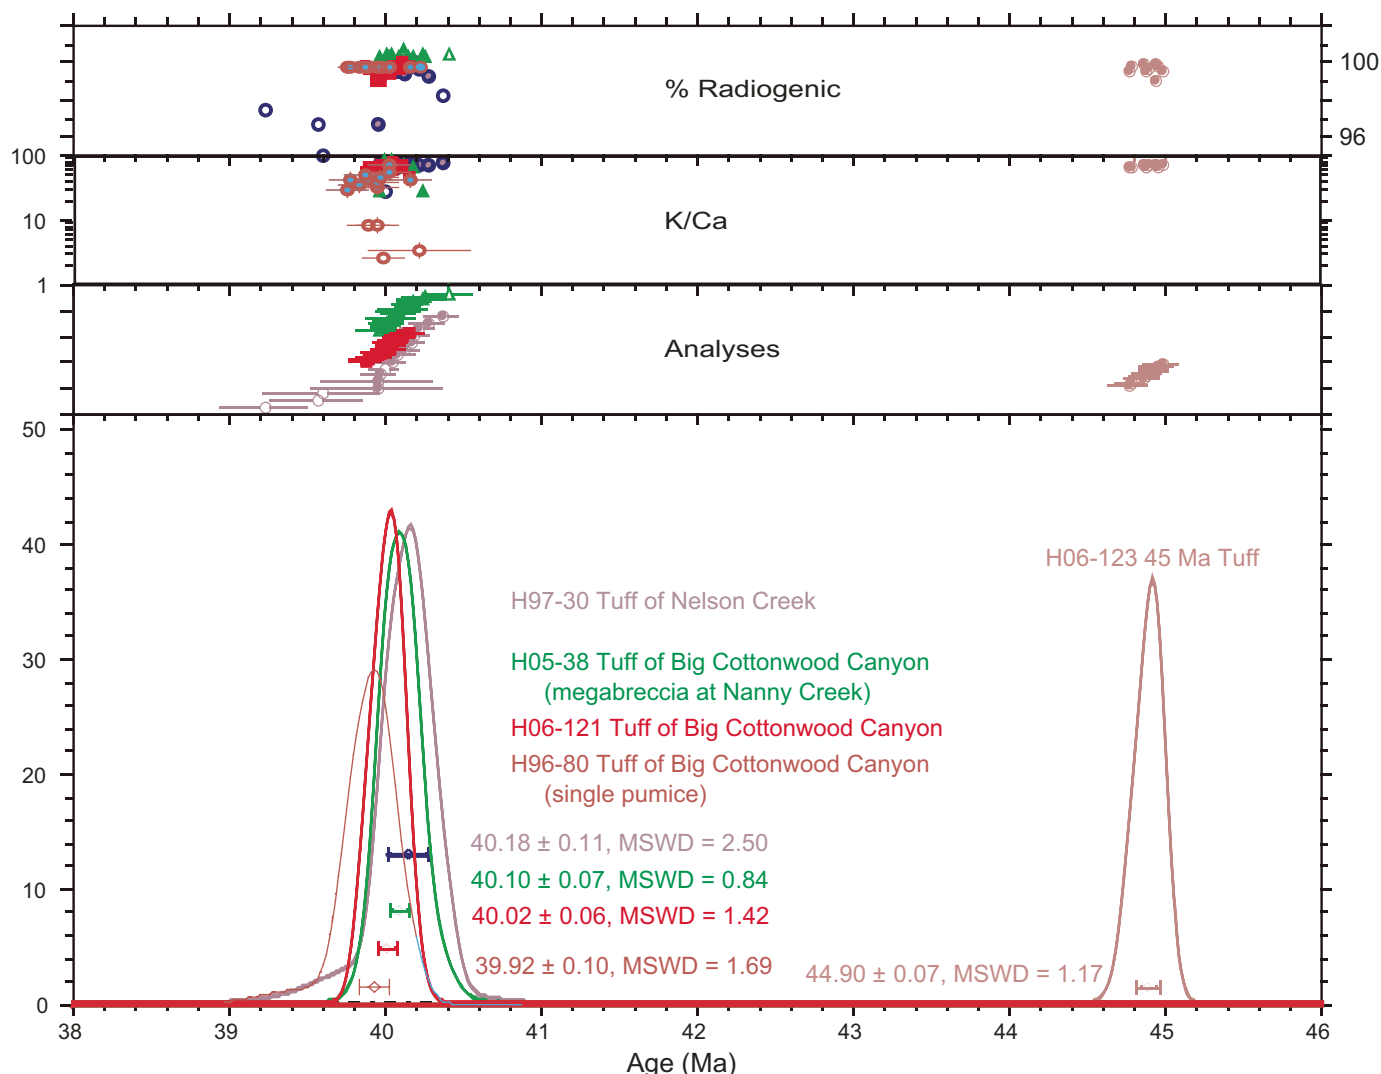 % Radiogenic
100
96
100
K/Ca
10
1
Analyses
50
40
30
20
10
0
H06-123 45 Ma Tuff
H97-30 Tuff of Nelson Creek
H05-38 Tuff of Big Cottonwood Canyon
(megabreccia at Nanny Creek)
H06-121 Tuff of Big Cottonwood Canyon
H96-80 Tuff of Big Cottonwood Canyon
(single pumice)
40.18 ± 0.11, MSWD = 2.50
40.10 ± 0.07, MSWD = 0.84
40.02 ± 0.06, MSWD = 1.42
39.92 ± 0.10, MSWD = 1.69
44.90 ± 0.07, MSWD = 1.17
38 39 40 41 42 43 44 45 46
Age (Ma)